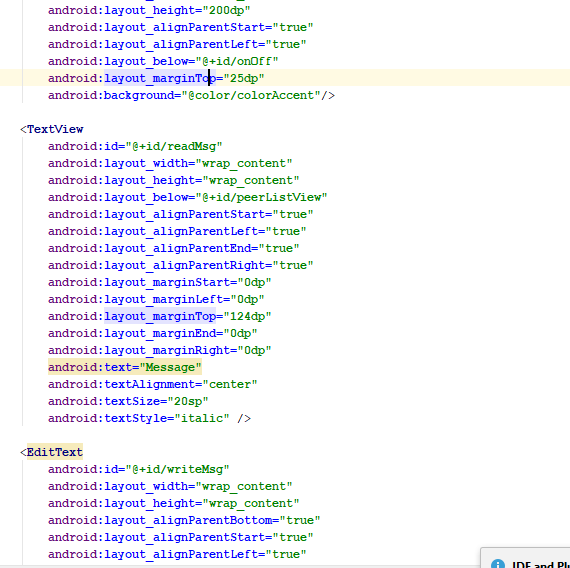 android:layout_height="200dp"
android:layout_alignParentStart="true"
android:layout_alignParentLeft="true"
android:layout_below="@+id/onOff"
android:layout_marginTop="25dp"
android:background="@color/colorAccent"/>
<TextView
android:id="@+id/readMsg"
android:layout_width="wrap_content"
android:layout_height="wrap_content"
android:layout_below="@+id/peerListView"
android:layout_alignParentStart="true"
android:layout_alignParentLeft="true"
android:layout_alignParentEnd="true"
android:layout_alignParentRight="true"
android:layout_marginStart="0dp"
android:layout_marginLeft="0dp"
android:layout_marginTop="124dp"
android:layout_marginEnd="0dp"
android:layout_marginRight="0dp"
android:text="Message"
android:textAlignment="center"
android:textSize="20sp"
android:textStyle="italic" />
<EditText
android:id="@+id/writeMsg"
android:layout_width="wrap_content"
android:layout_height="wrap_content"
android:layout_alignParentBottom="true"
android:layout_alignParentStart="true"
android:layout_alignParentLeft="true"
IDE and